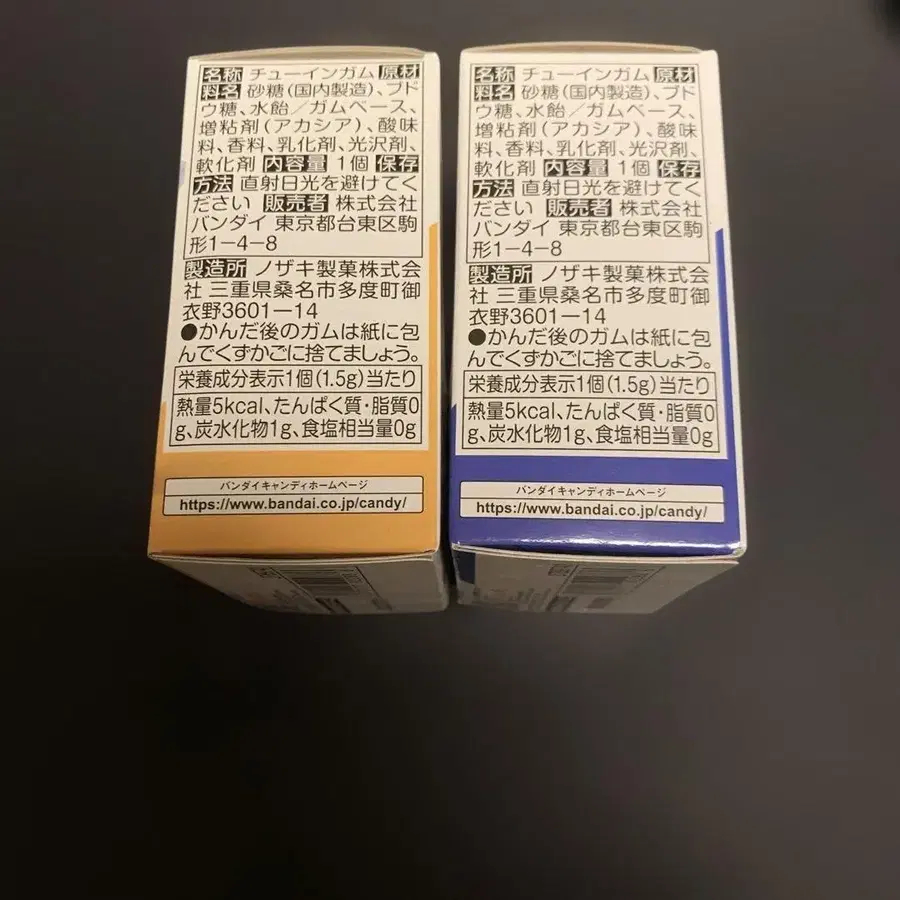 名称 チューインガム 原材
料名 砂糖(国内製造)、ブド
ウ糖、水飴/ガムベース、
増粘剤(アカシア)、酸味
料、香料、乳化剤、光沢剤、
軟化剤 内容量 1個 保存
方法 直射日光を避けてく
ださい 販売者 株式会社
バンダイ 東京都台東区駒
形1-4-8
製造所 ノザキ製菓株式会
社 三重県桑名市多度町御
衣野3601-14
●かんだ後のガムは紙に包
んでくずかごに捨てましょう。
栄養成分表示1個(1.5g)当たり
熱量5kcal、たんぱく質・脂質0
g、炭水化物1g、食塩相当量0g
バンダイキャンディホームページ
https://www.bandai.co.jp/candy/
名称 チューインガム 原材
料名 砂糖(国内製造)、ブド
ウ糖、水飴/ガムベース、
増粘剤(アカシア)、酸味
料、香料、乳化剤、光沢剤、
軟化剤 内容量 1個 保存
方法 直射日光を避けてく
ださい 販売者 株式会社
バンダイ 東京都台東区駒
形1-4-8
製造所 ノザキ製菓株式会
社 三重県桑名市多度町御
衣野3601-14
●かんだ後のガムは紙に包
んでくずかごに捨てましょう。
栄養成分表示1個(1.5g)当たり
熱量5kcal、たんぱく質・脂質0
g、炭水化物1g、食塩相当量0g
バンダイキャンディホームページ
https://www.bandai.co.jp/candy/